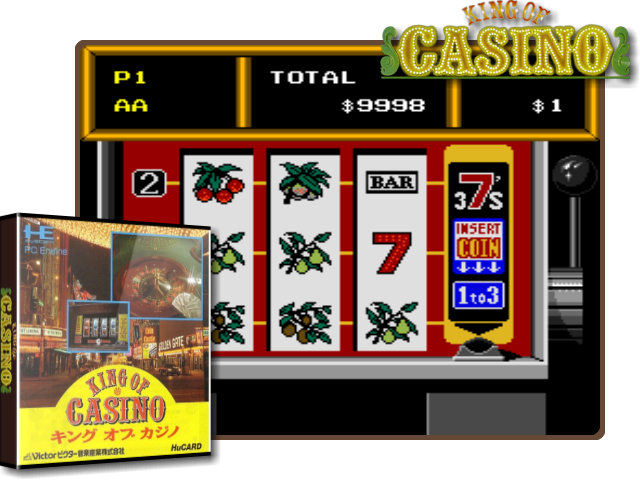 KING OF
CASINO
P1
TOTAL
AA
$9998
$1
2
BAR
7
7'
3 S
INSERT
COIN
1 to 3
HE
PC Engine
GOLDEN GATE
KING OF
CASINO
キング オブ カジノ
Victor ビクター音楽産業株式会社
HuCARD
CASINO